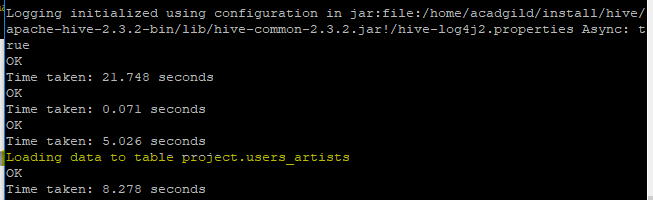 Logging initialized using configuration in jar:file:/home/acadgild/install/hive/
apache-hive-2.3.2-bin/lib/hive-common-2.3.2.jar!/hive-log4j2.properties Async: t
rue
OK
Time taken: 21.748 seconds
OK
Time taken: 0.071 seconds
OK
Time taken: 5.026 seconds
Loading data to table project.users_artists
OK
Time taken: 8.278 seconds